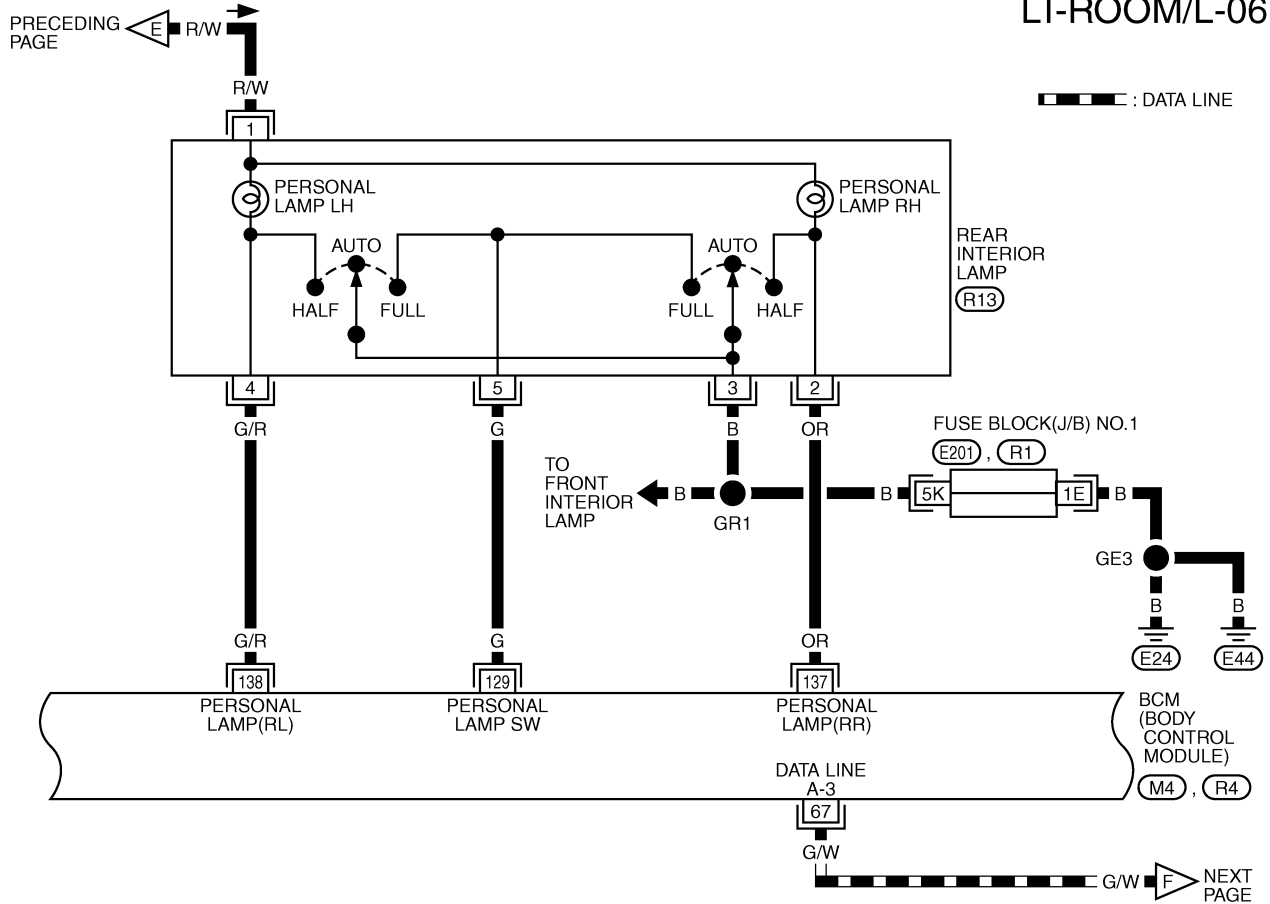 LT-ROOM/L-06
PRECEDING
PAGE
E
R/W
R/W
: DATA LINE
1
PERSONAL
LAMP LH
PERSONAL
LAMP RH
AUTO
HALF
FULL
AUTO
FULL
HALF
REAR
INTERIOR
LAMP
R13
4
5
3
2
G/R
G
B
OR
FUSE BLOCK(J/B) NO.1
E201 , R1
TO
FRONT
INTERIOR
LAMP
B
GR1
B
5K
1E
B
GE3
B
B
E24
E44
G/R
G
OR
138
129
137
PERSONAL
LAMP(RL)
PERSONAL
LAMP SW
PERSONAL
LAMP(RR)
BCM
(BODY
CONTROL
MODULE)
M4 , R4
DATA LINE
A-3
67
G/W
G/W
F
NEXT
PAGE